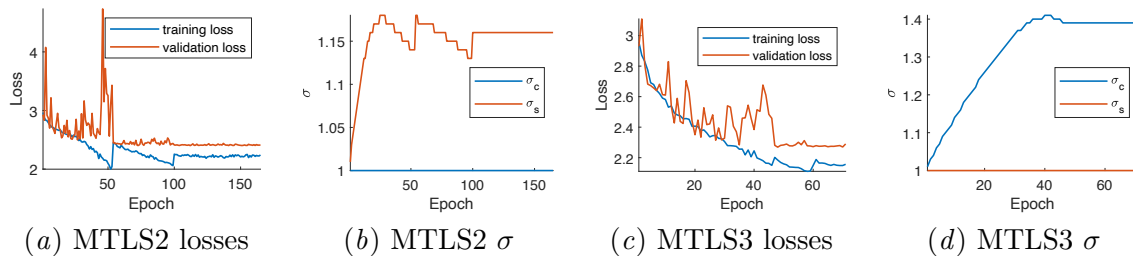 training loss
validation loss
Loss
4
3
2
50
100
150
Epoch
(a) MTLS2 losses
σ
1.15
1.1
1.05
1
σc
σs
50
100
150
Epoch
(b) MTLS2 σ
training loss
validation loss
Loss
3
2.8
2.6
2.4
2.2
20
40
60
Epoch
(c) MTLS3 losses
σ
1.4
1.3
1.2
1.1
1
σc
σs
20
40
60
Epoch
(d) MTLS3 σ